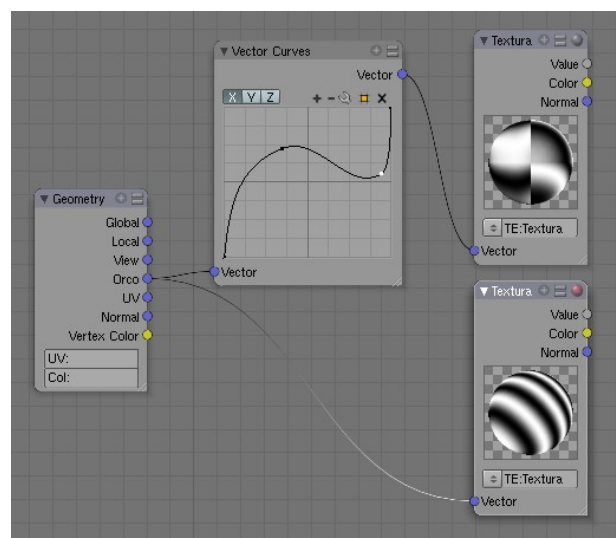 Vector Curves
Vector
X Y Z
Vector
Geometry
Global
Local
View
Orco
UV
Normal
Vertex Color
UV:
Col:
Textura
Value
Color
Normal
TE:Textura
Vector
Textura
Value
Color
Normal
TE:Textura
Vector